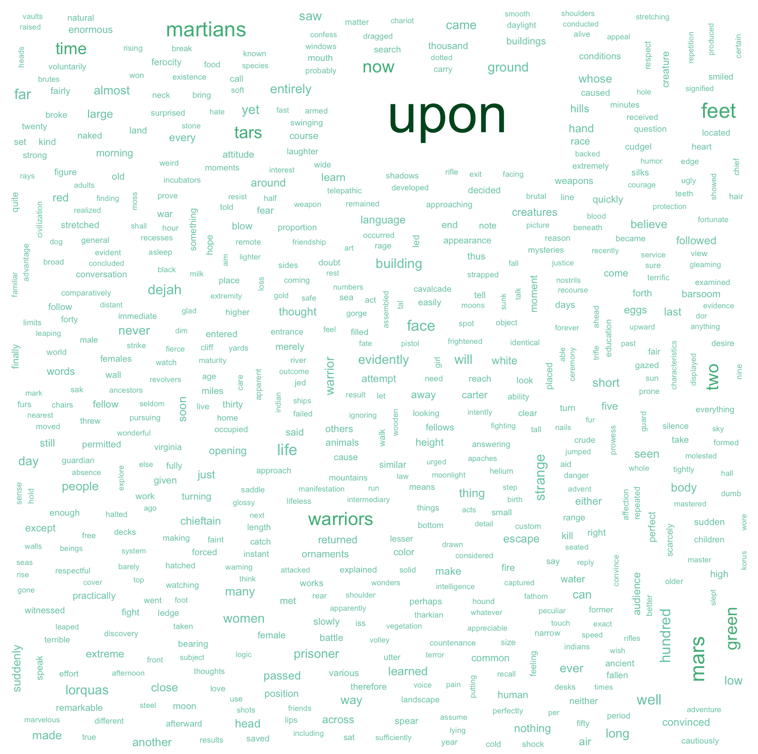 vaults natural saw matter chariot smooth shoulders stretching
raised enormous martians confess dragged came daylight conducted
heads rising break known windows search thousand buildings alive appeal respect repetition produced certain
time ferocity food species mouth dotted conditions creature smiled
voluntarily won existence call probably now carry ground whose signified
brutes neck bring soft entirely caused hole
far fairly almost upon hills minutes feet
broke large surprised hate yet fast armed received
twenty stone tars swinging hand question located
set kind naked land every course race cudgel heart
strong morning weird attitude laughter backed humor edge chief
rays figure old incubators moments interest wide shadows rifle exit facing extremely silks ugly
adults finding around learn telepathic developed decided weapons courage teeth showed hair
quite civilization red realized moss prove resist half weapon remained approaching brutal line quickly protection
stretched war told fear language creatures blood believe fortunate
dog general shall hour something hope blow proportion occurred led end note picture beneath became followed
evident recesses remote friendship art rage appearance reason recently service view
advantage broad concluded asleep aim lighter sides doubt building thus fall mysteries justice sure gleaming
familiar conversation black milk place loss rest cavalcade strapped nostrils come terrific examined
comparatively dejah extremity gold coming numbers assembled tal easily tell moons sunk talk moment recourse forth barsoom
follow distant glad higher safe sea act days eggs last evidence
limits forty immediate dim thought gorge face spot object forever ahead education upward dor anything
leaping male never entered entrance feel filled fate pistol frightened identical able ceremony trifle past fair desire
finally world strike fierce cliff yards merely evidently will white gazed characteristics displayed two nine
females watch river warrior girl placed short sun
words wall revolvers maturity care apparent outcome attempt need reach look prone
mark sak ancestors age miles indian jed away carter ability
furs chairs fellow seldom soon live thirty ships result let turn fur five guard everything
nearest threw pursuing home failed ignoring looking intently clear nails prowess silence sky
moved wonderful occupied said others walk wooden fellows fighting tall crude seen take formed
still permitted virginia opening life animals height answering jumped molested
day guardian else fully cause similar urged apaches strange aid whole tightly hall
absence explore approach moonlight helium danger affection repeated body
sense hold people given just mountains law step thing advent either mastered dumb
work turning saddle manifestation run means birth perfect
enough halted ago glossy lifeless intermediary things acts small range scarcely sudden wore
except decks chieftain next warriors bottom detail custom right children
free length returned lesser escape kill
walls beings system making faint catch ornaments color drawn seated
forced instant considered say convince audience master korus
seas respectful barely hatched warning explained solid make fire reply older high
rise cover top watching think attacked works wonders intelligence captured water better slept
gone practically many rear shoulder hound fathom can
witnessed went foot met perhaps peculiar former
leaped fight ledge women apparently tharkian whatever touch exact hundred mars green
terrible discovery taken slowly iss vegetation appreciable narrow speed rifles
bearing female battle volley countenance size indians wish
suddenly speak extreme front subject logic prisoner utter terror common feeling ancient
effort afternoon thoughts passed various learned recall ever fallen low
lorquas close love position therefore voice pain putting human desks times
remarkable steel moon use way landscape neither well adventure
marvelous different afterward shots friends across spear assume perfectly per period
made true head lips lying nothing fifty convinced
another results saved including sat sufficiently year cold shock air long cautiously